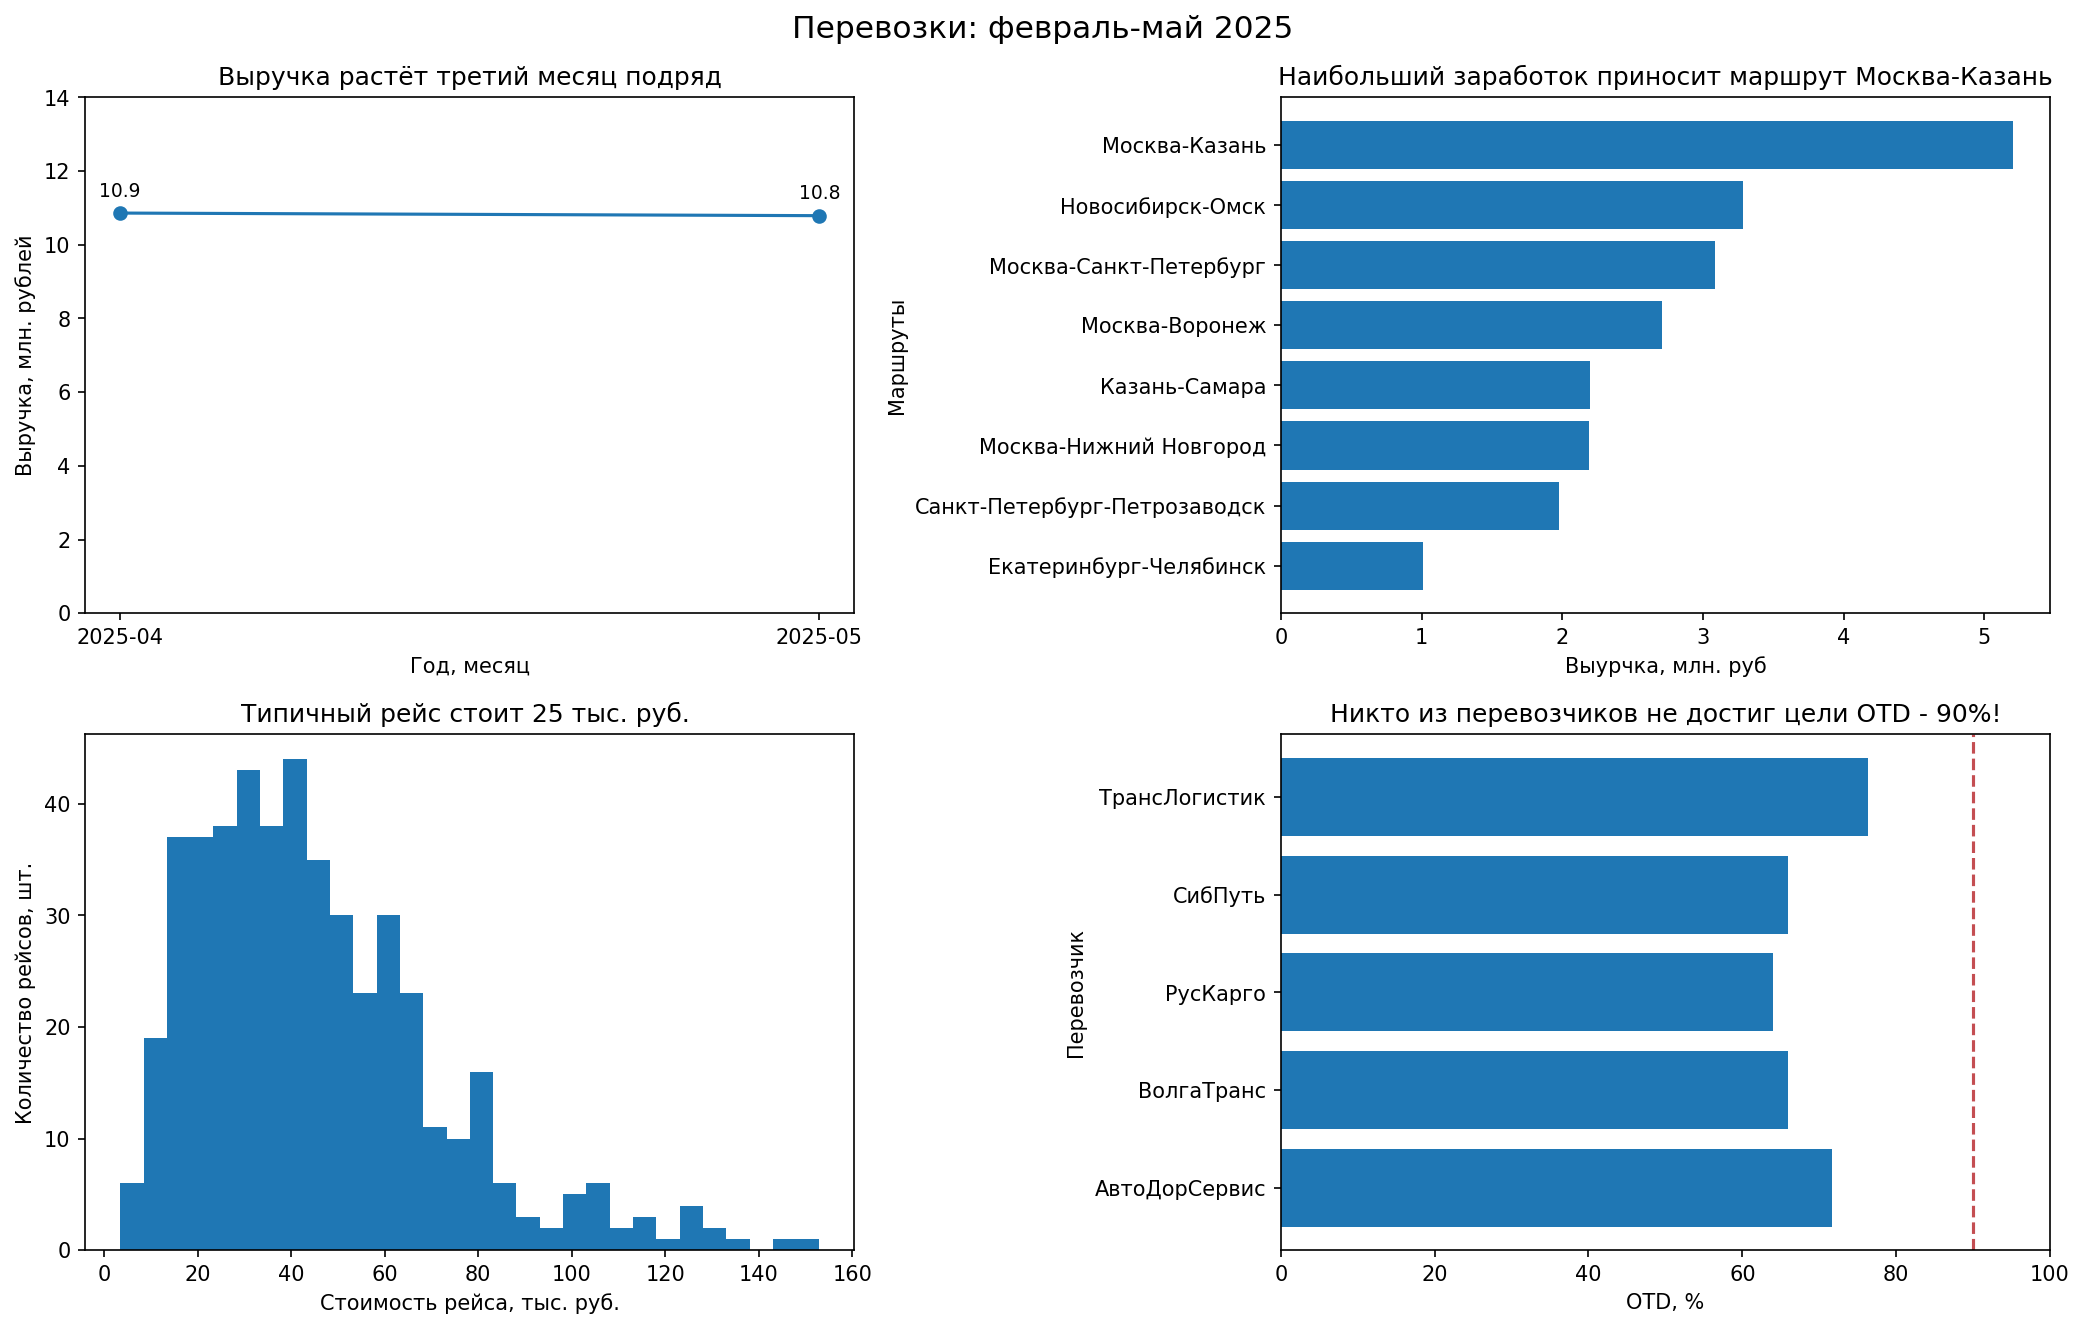 Перевозки: февраль-май 2025
Выручка растёт третий месяц подряд
14
12
10
8
6
4
2
0
Выручка, млн. рублей
10.9
10.8
2025-04
2025-05
Год, месяц
Наибольший заработок приносит маршрут Москва-Казань
Маршруты
Москва-Казань
Новосибирск-Омск
Москва-Санкт-Петербург
Москва-Воронеж
Казань-Самара
Москва-Нижний Новгород
Санкт-Петербург-Петрозаводск
Екатеринбург-Челябинск
0 1 2 3 4 5
Выурчка, млн. руб
Типичный рейс стоит 25 тыс. руб.
40
30
20
10
0
Количество рейсов, шт.
0 20 40 60 80 100 120 140 160
Стоимость рейса, тыс. руб.
Никто из перевозчиков не достиг цели OTD - 90%!
Перевозчик
ТрансЛогистик
СибПуть
РусКарго
ВолгаТранс
АвтоДорСервис
0 20 40 60 80 100
OTD, %